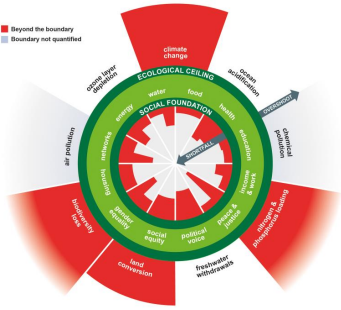 Beyond the boundary
Boundary not quantified
climate
change
ozone layer
depletion
ocean
acidification
ECOLOGICAL CEILING
OVERSHOOT
water
food
energy
health
SOCIAL FOUNDATION
SHORTFALL
air pollution
networks
education
chemical
pollution
housing
income
& work
gender
equality
social
equity
political
voice
peace &
justice
biodiversity
loss
nitrogen &
phosphorus loading
land
conversion
freshwater
withdrawals